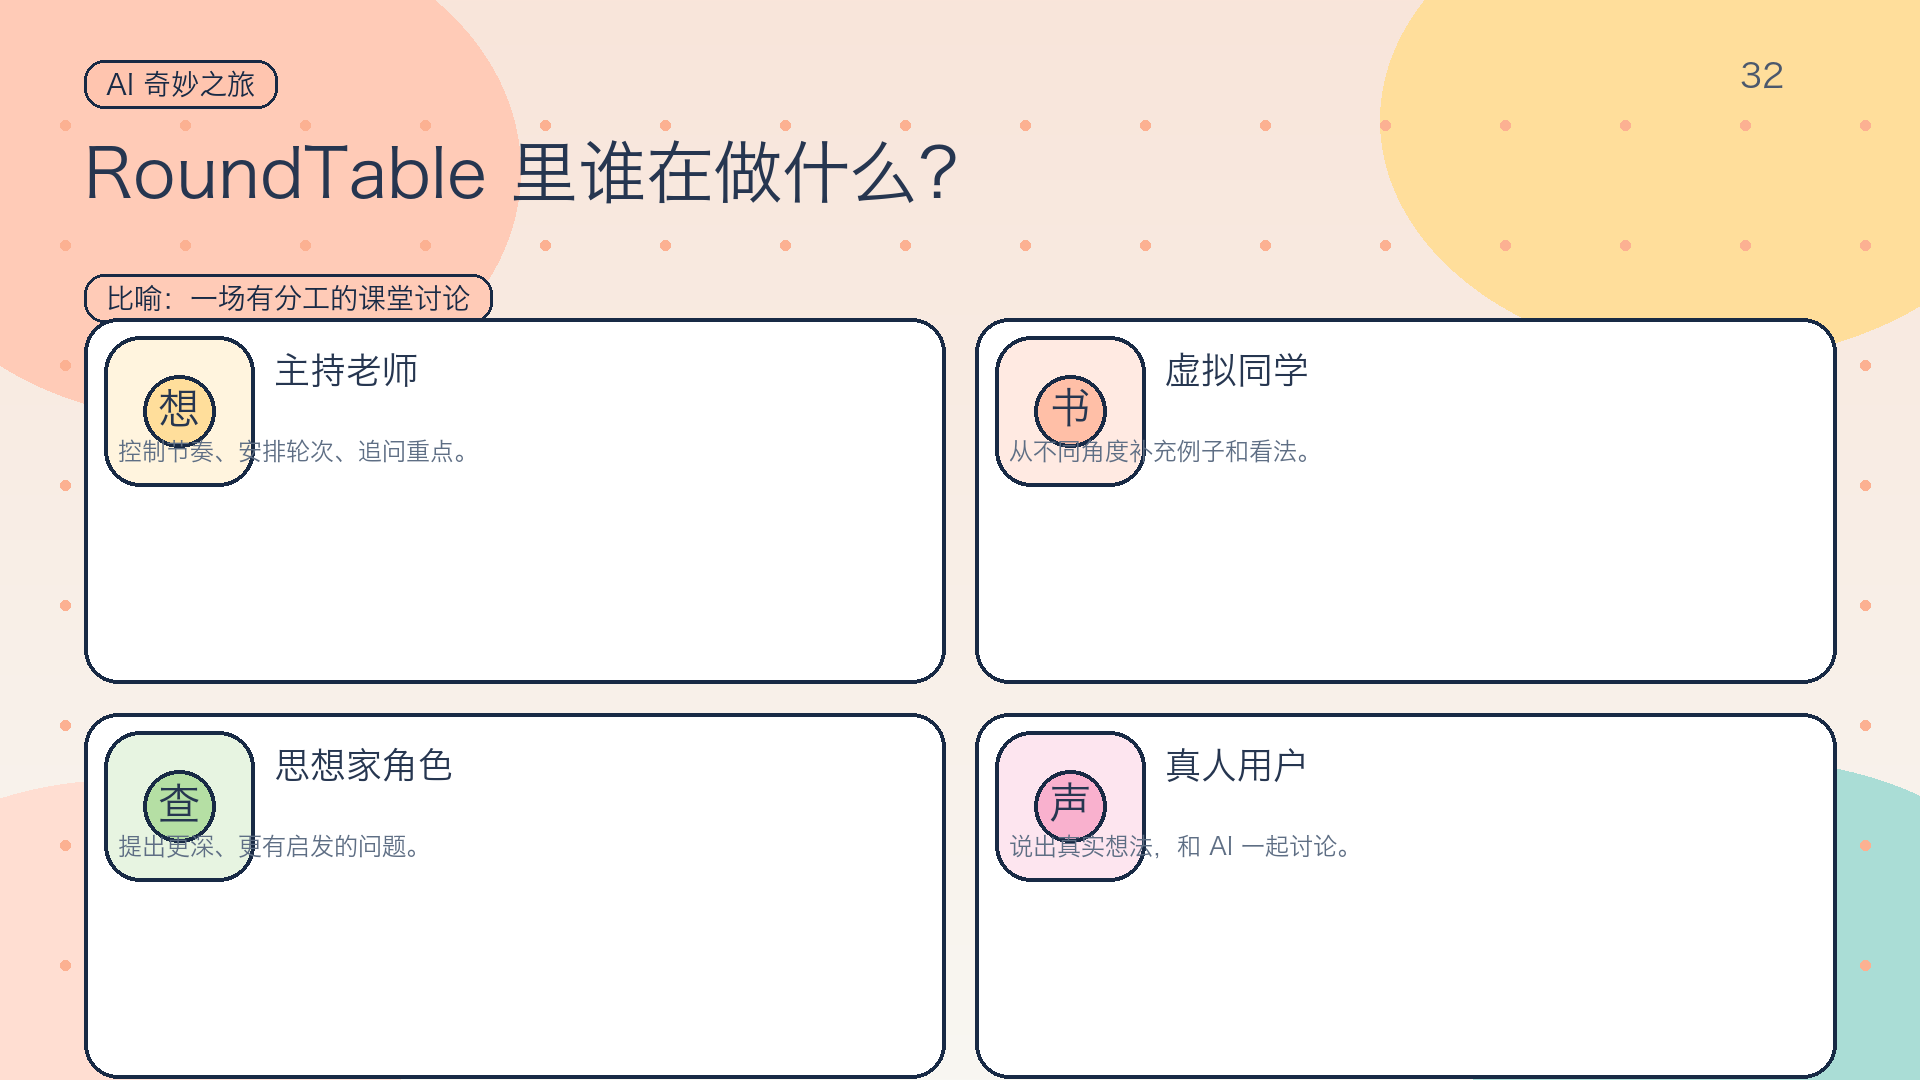 AI 奇妙之旅
32
RoundTable 里谁在做什么?
比喻：一场有分工的课堂讨论
想
主持老师
控制节奏、安排轮次、追问重点。
书
虚拟同学
从不同角度补充例子和看法。
查
思想家角色
提出更深、更有启发的问题。
声
真人用户
说出真实想法，和 AI 一起讨论。